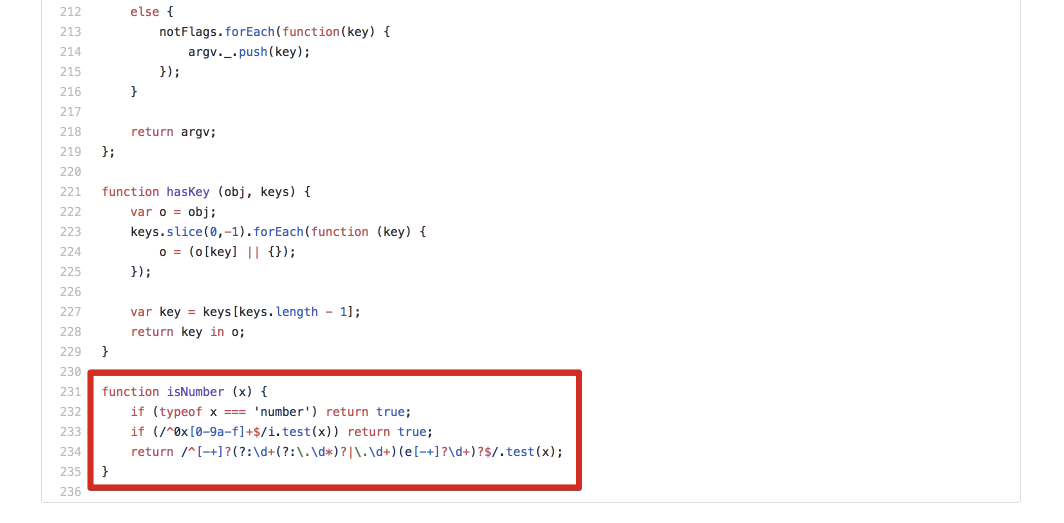 212 else {
213 notFlags.forEach(function(key) {
214 argv._.push(key);
215 });
216 }
217
218 return argv;
219 };
220
221 function hasKey (obj, keys) {
222 var o = obj;
223 keys.slice(0,-1).forEach(function (key) {
224 o = (o[key] || {});
225 });
226
227 var key = keys[keys.length - 1];
228 return key in o;
229 }
230
231 function isNumber (x) {
232 if (typeof x === 'number') return true;
233 if (/^0x[0-9a-f]+$/i.test(x)) return true;
234 return /^[-+]?(?:\d+(?:\.\d*)?|\.\d+)(e[-+]?\d+)?$/.test(x);
235 }
236